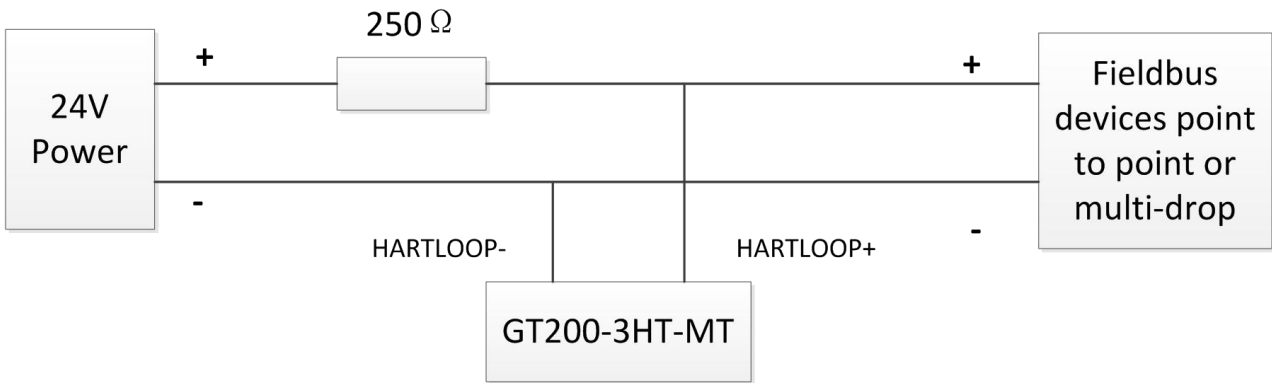 250 Ω
+
+
24V
Power
Fieldbus
devices point
to point or
multi-drop
-
-
HARTLOOP-
HARTLOOP+
GT200-3HT-MT